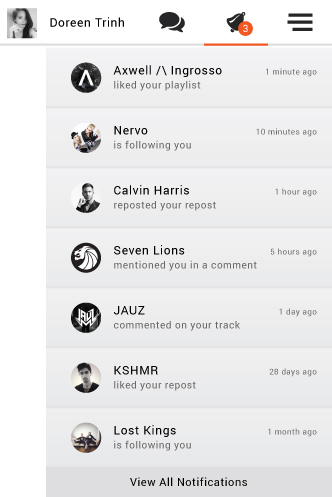 Doreen Trinh
3
Axwell /\ Ingrosso
1 minute ago
liked your playlist
Nervo
10 minutes ago
is following you
Calvin Harris
1 hour ago
reposted your repost
Seven Lions
5 hours ago
mentioned you in a comment
JAUZ
1 day ago
commented on your track
KSHMR
28 days ago
liked your repost
Lost Kings
1 month ago
is following you
View All Notifications